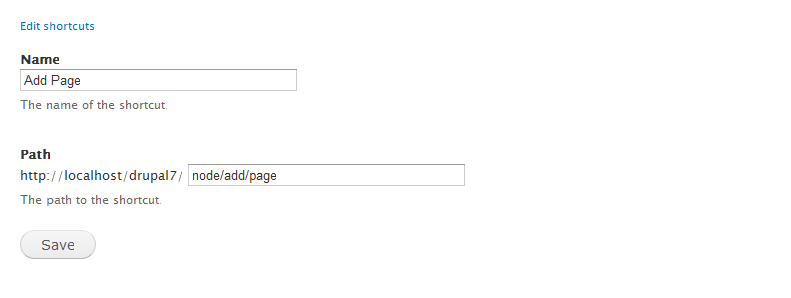 Edit shortcuts
Name
Add Page
The name of the shortcut.
Path
http://localhost/drupal7/ node/add/page
The path to the shortcut.
Save